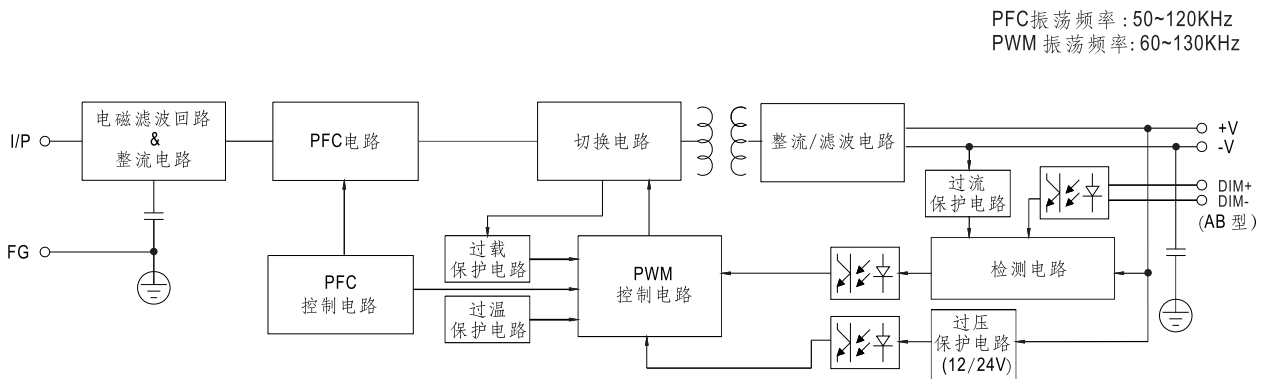 PFC振荡频率:50~120KHz
PWM 振荡频率:60~130KHz
I/P
电磁滤波回路
&
整流电路
PFC电路
切换电路
整流/滤波电路
+V
-V
过流
保护电路
DIM+
DIM-
(AB 型)
FG
PFC
控制电路
过载
保护电路
过温
保护电路
PWM
控制电路
检测电路
过压
保护电路
(12/24V)